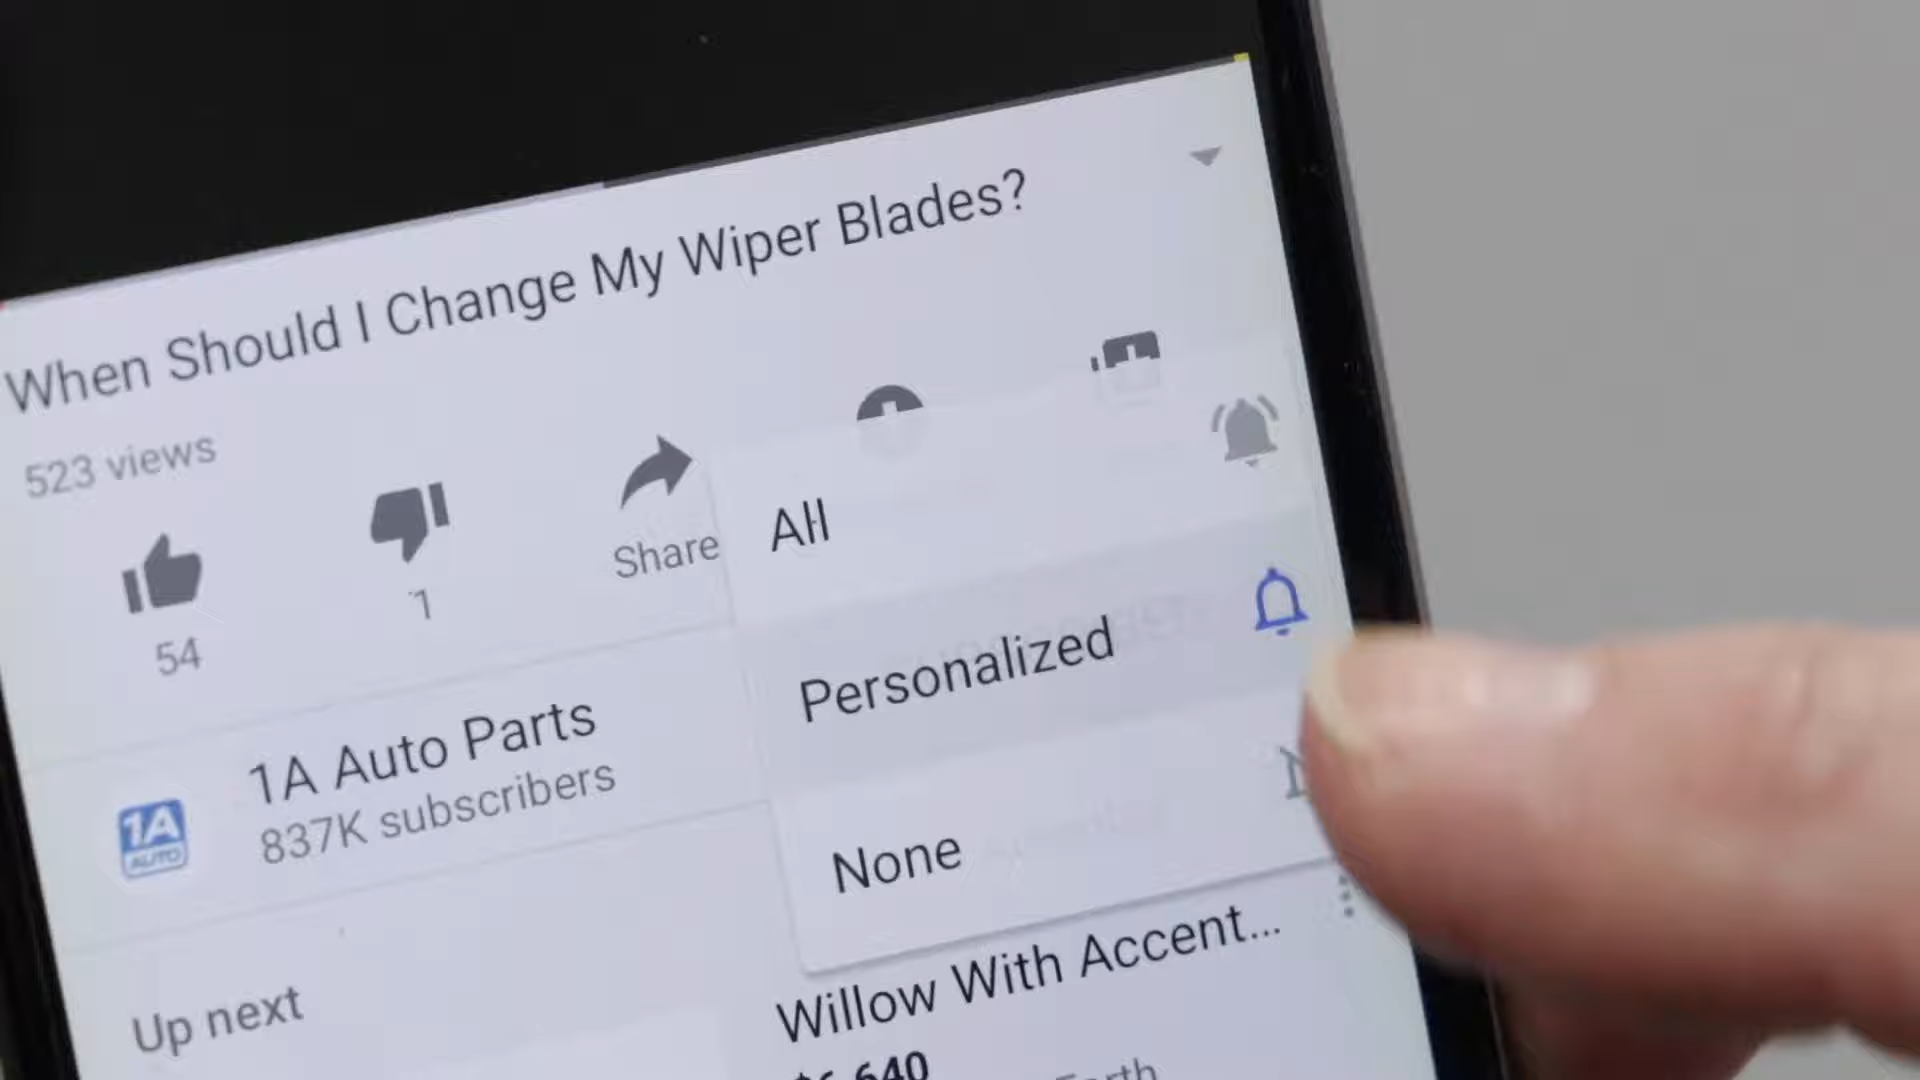 When Should I Change My Wiper Blades?
523 views
54
1
Share
All
Personalized
None
1A Auto Parts
837K subscribers
1A
AUTO
Up next
Willow With Accent...
640